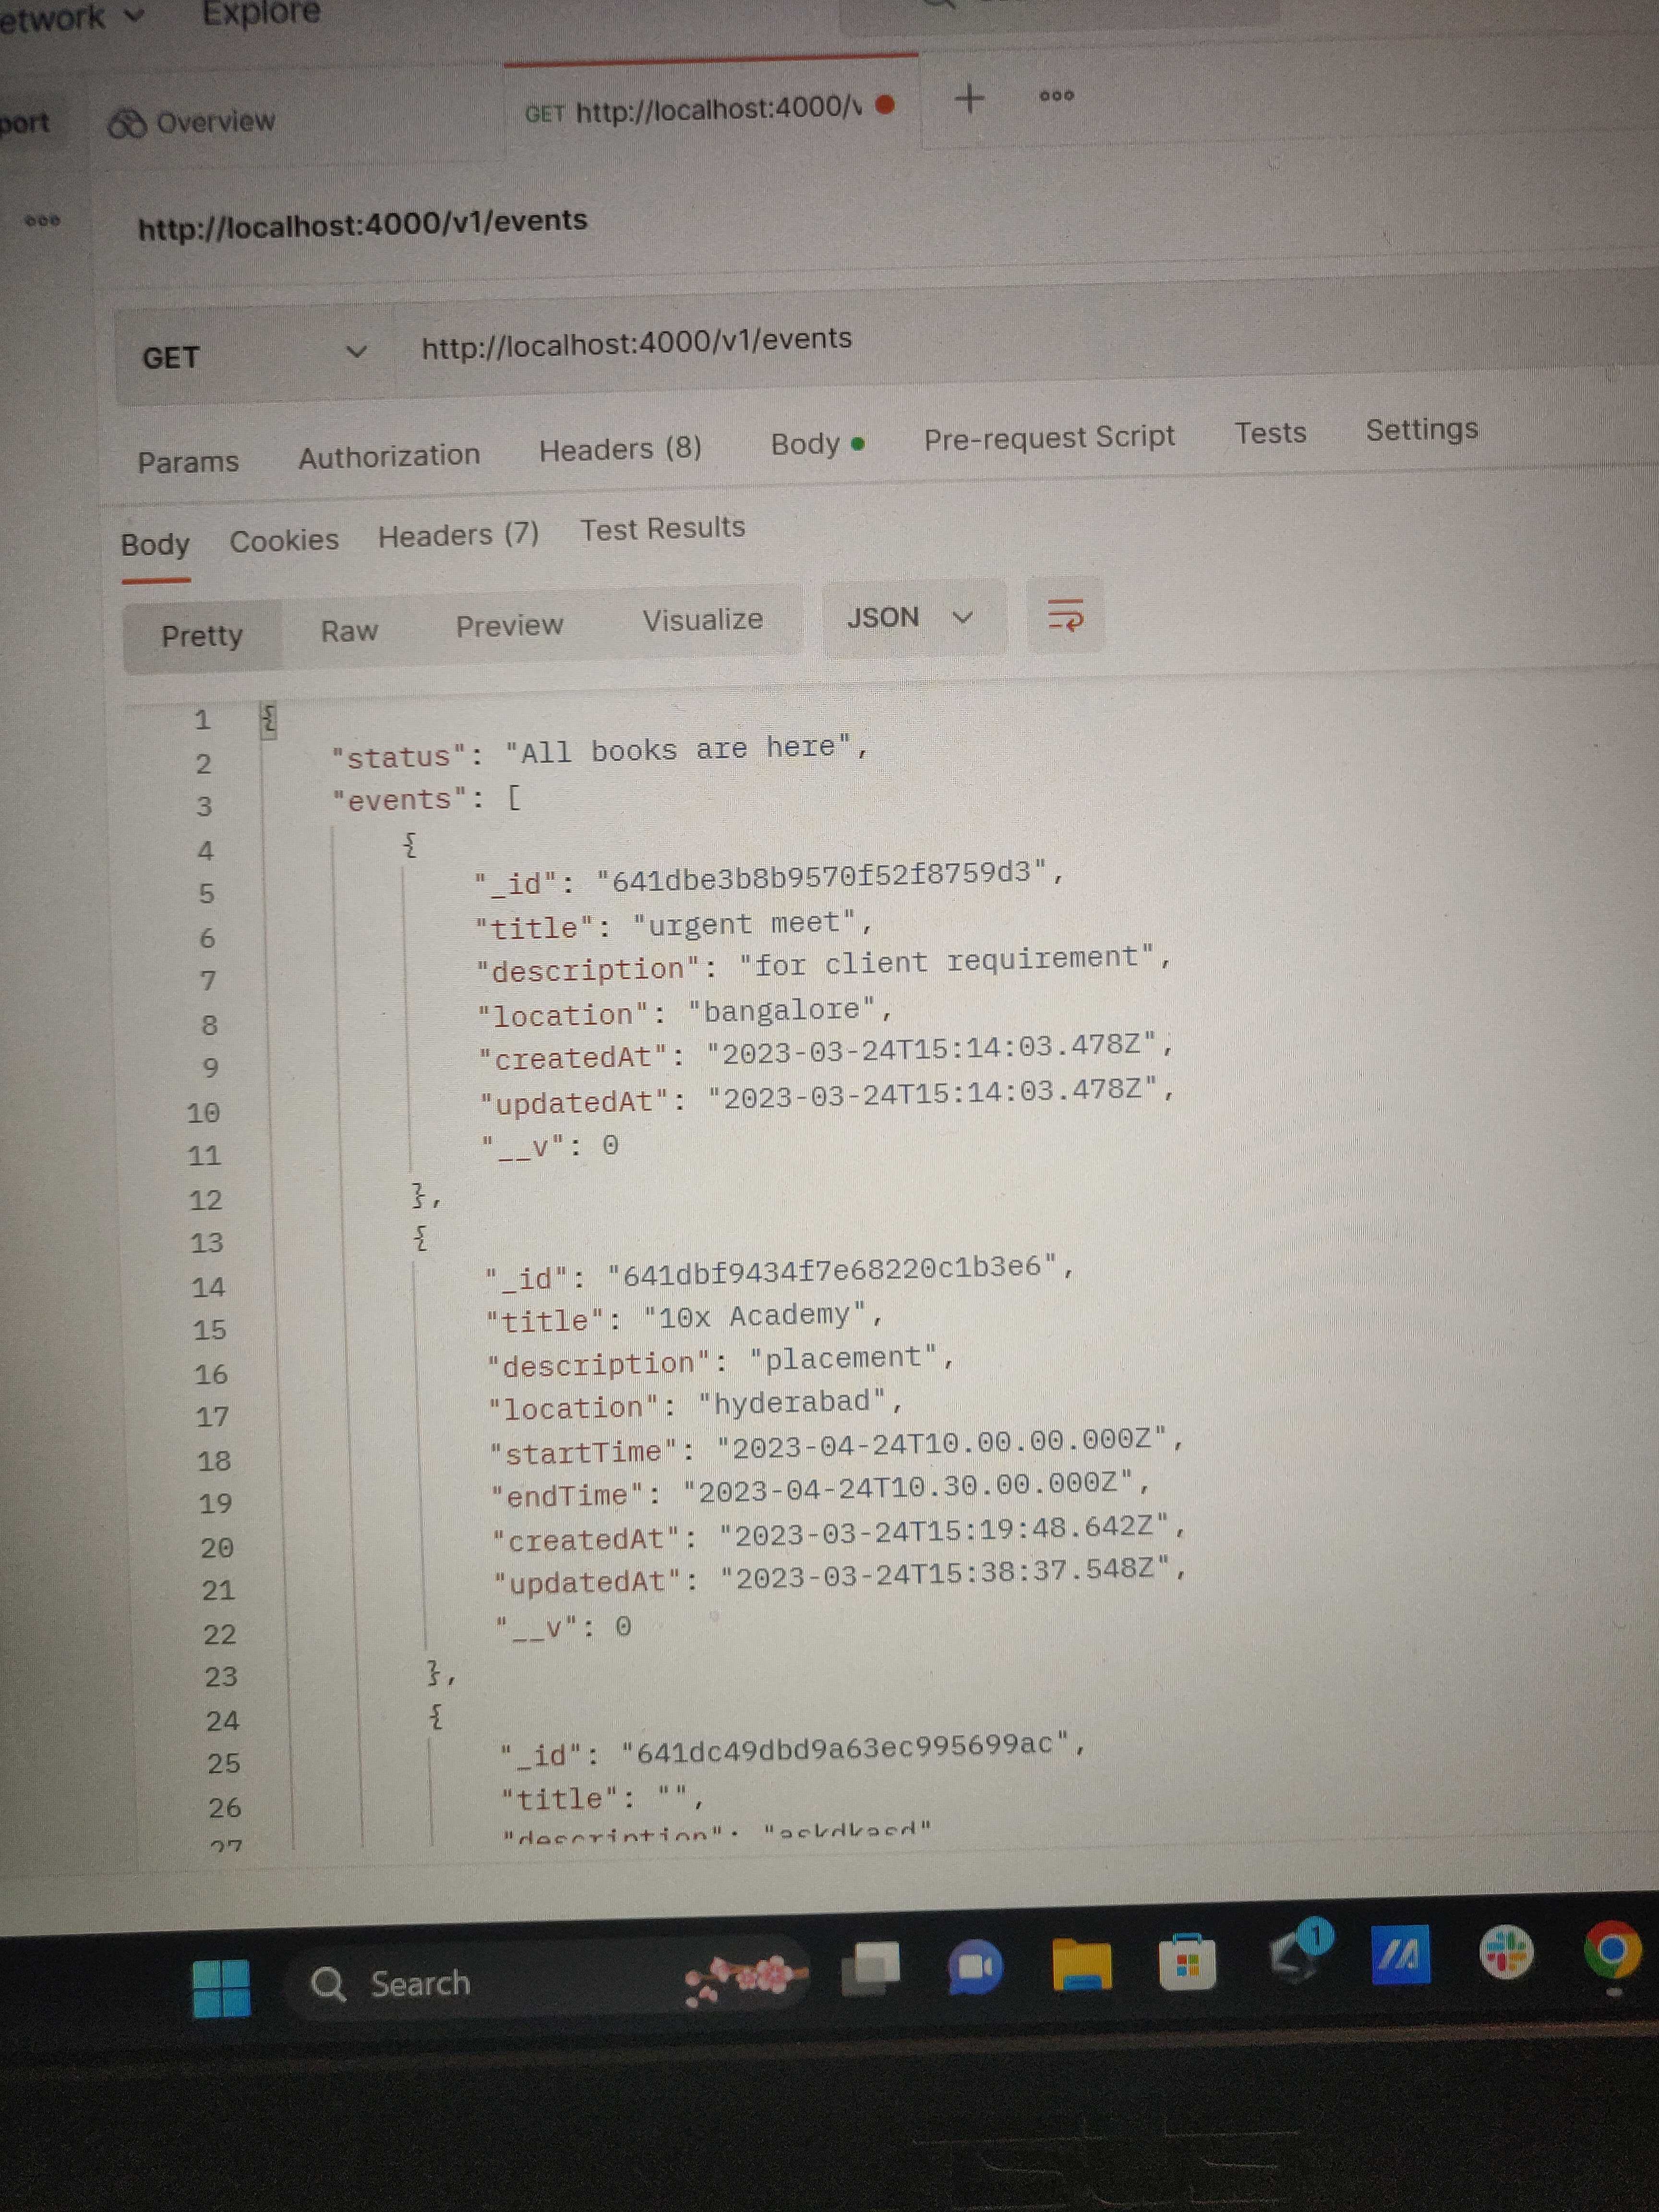 etwork Explore
port Overview GET http://localhost:4000/v
http://localhost:4000/v1/events
GET http://localhost:4000/v1/events
Params Authorization Headers (8) Body Pre-request Script Tests Settings
Body Cookies Headers (7) Test Results
Pretty Raw Preview Visualize JSON
1 {
2 "status": "All books are here",
3 "events": [
4 {
5 "_id": "641dbe3b8b9570f52f8759d3",
6 "title": "urgent meet",
7 "description": "for client requirement",
8 "location": "bangalore",
9 "createdAt": "2023-03-24T15:14:03.478Z",
10 "updatedAt": "2023-03-24T15:14:03.478Z",
11 "__v": 0
12 },
13 {
14 "_id": "641dbf9434f7e68220c1b3e6",
15 "title": "10x Academy",
16 "description": "placement",
17 "location": "hyderabad",
18 "startTime": "2023-04-24T10.00.00.000Z",
19 "endTime": "2023-04-24T10.30.00.000Z",
20 "createdAt": "2023-03-24T15:19:48.642Z",
21 "updatedAt": "2023-03-24T15:38:37.548Z",
22 "__v": 0
23 },
24 {
25 "_id": "641dc49dbd9a63ec995699ac",
26 "title": "",
27 "description":
Search 1